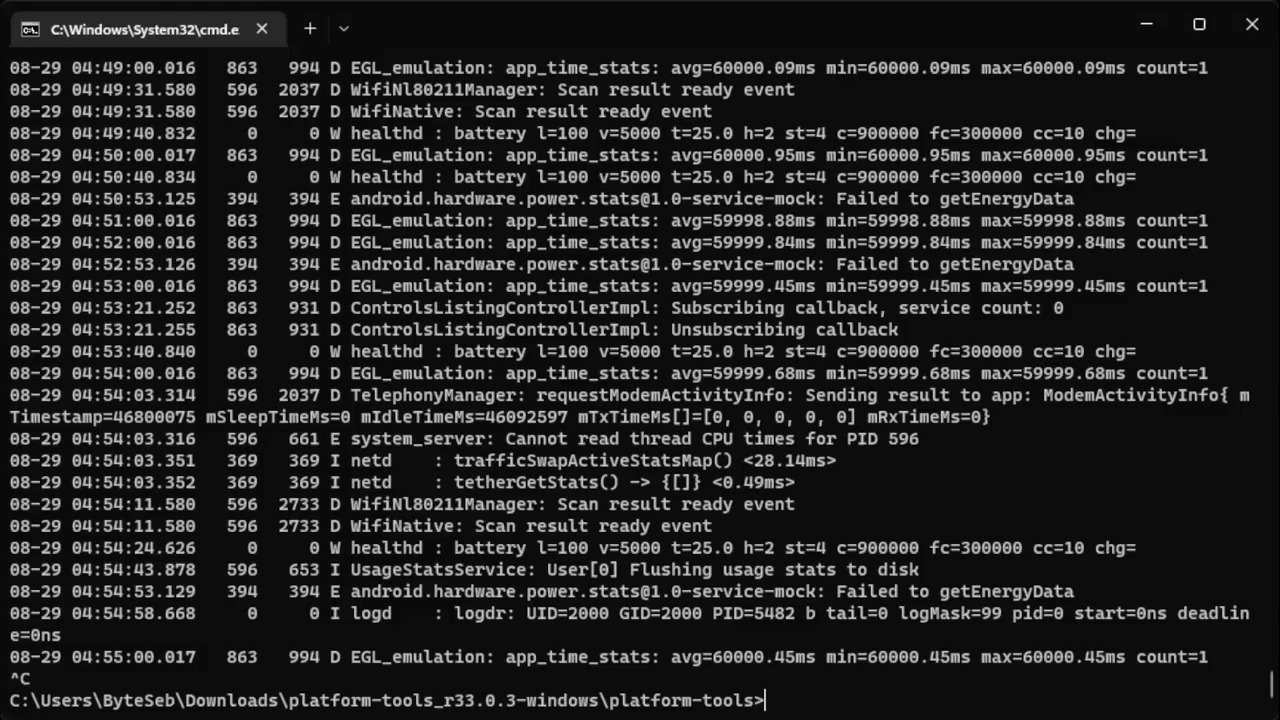 C:\Windows\System32\cmd.e
08-29 04:49:00.016   863   994 D EGL_emulation: app_time_stats: avg=60000.09ms min=60000.09ms max=60000.09ms count=1
08-29 04:49:31.580   596  2037 D WifiNl80211Manager: Scan result ready event
08-29 04:49:31.580   596  2037 D WifiNative: Scan result ready event
08-29 04:49:40.832     0     0 W healthd : battery l=100 v=5000 t=25.0 h=2 st=4 c=900000 fc=300000 cc=10 chg=
08-29 04:50:00.017   863   994 D EGL_emulation: app_time_stats: avg=60000.95ms min=60000.95ms max=60000.95ms count=1
08-29 04:50:40.834     0     0 W healthd : battery l=100 v=5000 t=25.0 h=2 st=4 c=900000 fc=300000 cc=10 chg=
08-29 04:50:53.125   394   394 E android.hardware.power.stats@1.0-service-mock: Failed to getEnergyData
08-29 04:51:00.016   863   994 D EGL_emulation: app_time_stats: avg=59998.88ms min=59998.88ms max=59998.88ms count=1
08-29 04:52:00.016   863   994 D EGL_emulation: app_time_stats: avg=59999.84ms min=59999.84ms max=59999.84ms count=1
08-29 04:52:53.126   394   394 E android.hardware.power.stats@1.0-service-mock: Failed to getEnergyData
08-29 04:53:00.016   863   994 D EGL_emulation: app_time_stats: avg=59999.45ms min=59999.45ms max=59999.45ms count=1
08-29 04:53:21.252   863   931 D ControlsListingControllerImpl: Subscribing callback, service count: 0
08-29 04:53:21.255   863   931 D ControlsListingControllerImpl: Unsubscribing callback
08-29 04:53:40.840     0     0 W healthd : battery l=100 v=5000 t=25.0 h=2 st=4 c=900000 fc=300000 cc=10 chg=
08-29 04:54:00.016   863   994 D EGL_emulation: app_time_stats: avg=59999.68ms min=59999.68ms max=59999.68ms count=1
08-29 04:54:03.314   596  2037 D TelephonyManager: requestModemActivityInfo: Sending result to app: ModemActivityInfo{ m
Timestamp=46800075 mSleepTimeMs=0 mIdleTimeMs=46092597 mTxTimeMs[]=[0, 0, 0, 0, 0] mRxTimeMs=0}
08-29 04:54:03.316   596   661 E system_server: Cannot read thread CPU times for PID 596
08-29 04:54:03.351   369   369 I netd    : trafficSwapActiveStatsMap() <28.14ms>
08-29 04:54:03.352   369   369 I netd    : tetherGetStats() -> {[]} <0.49ms>
08-29 04:54:11.580   596  2733 D WifiNl80211Manager: Scan result ready event
08-29 04:54:11.580   596  2733 D WifiNative: Scan result ready event
08-29 04:54:24.626     0     0 W healthd : battery l=100 v=5000 t=25.0 h=2 st=4 c=900000 fc=300000 cc=10 chg=
08-29 04:54:43.878   596   653 I UsageStatsService: User[0] Flushing usage stats to disk
08-29 04:54:53.129   394   394 E android.hardware.power.stats@1.0-service-mock: Failed to getEnergyData
08-29 04:54:58.668     0     0 I logd    : logdr: UID=2000 GID=2000 PID=5482 b tail=0 logMask=99 pid=0 start=0ns deadlin
e=0ns
08-29 04:55:00.017   863   994 D EGL_emulation: app_time_stats: avg=60000.45ms min=60000.45ms max=60000.45ms count=1
^C
C:\Users\ByteSeb\Downloads\platform-tools_r33.0.3-windows\platform-tools>